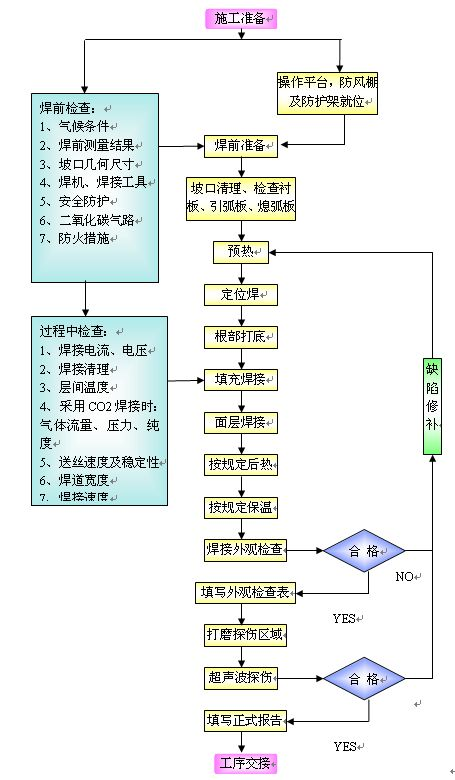 施工准备
操作平台，防风棚
及防护架就位
焊前检查：
1、气候条件
2、焊前测量结果
3、坡口几何尺寸
4、焊机、焊接工具
5、安全防护
6、二氧化碳气路
7、防火措施
焊前准备
坡口清理、检查衬
板、引弧板、熄弧板
预热
定位焊
根部打底
过程中检查：
1、焊接电流、电压
2、焊接清理
3、层间温度
4、采用CO2焊接时：
气体流量、压力、纯
度
5、送丝速度及稳定性
6、焊道宽度
7、焊接速度
填充焊接
面层焊接
按规定后热
按规定保温
缺陷修补
焊接外观检查
合格
NO
填写外观检查表
YES
打磨探伤区域
超声波探伤
合格
填写正式报告
YES
工序交接